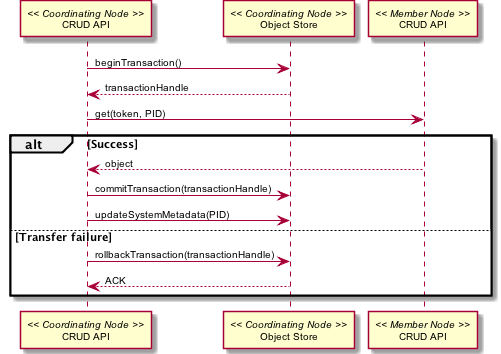 << Coordinating Node >>
CRUD API
<< Coordinating Node >>
Object Store
<< Member Node >>
CRUD API
beginTransaction()
transactionHandle
get(token, PID)
alt
[Success]
object
commitTransaction(transactionHandle)
updateSystemMetadata(PID)
[Transfer failure]
rollbackTransaction(transactionHandle)
ACK
<< Coordinating Node >>
CRUD API
<< Coordinating Node >>
Object Store
<< Member Node >>
CRUD API